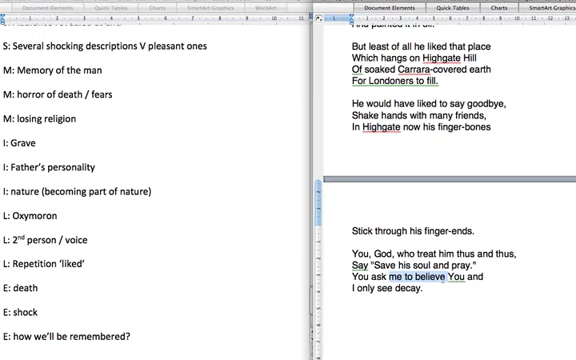 Document Elements Quick Tables Charts SmartArt Graphics WordArt
S: Several shocking descriptions V pleasant ones
M: Memory of the man
M: horror of death / fears
M: losing religion
I: Grave
I: Father's personality
I: nature (becoming part of nature)
L: Oxymoron
L: 2nd person / voice
L: Repetition 'liked'
E: death
E: shock
E: how we'll be remembered?
Document Elements Quick Tables Charts SmartArt Graphics
But least of all he liked that place
Which hangs on Highgate Hill
Of soaked Carrara-covered earth
For Londoners to fill.
He would have liked to say goodbye,
Shake hands with many friends,
In Highgate now his finger-bones
Stick through his finger-ends.
You, God, who treat him thus and thus,
Say "Save his soul and pray."
You ask me to believe You and
I only see decay.